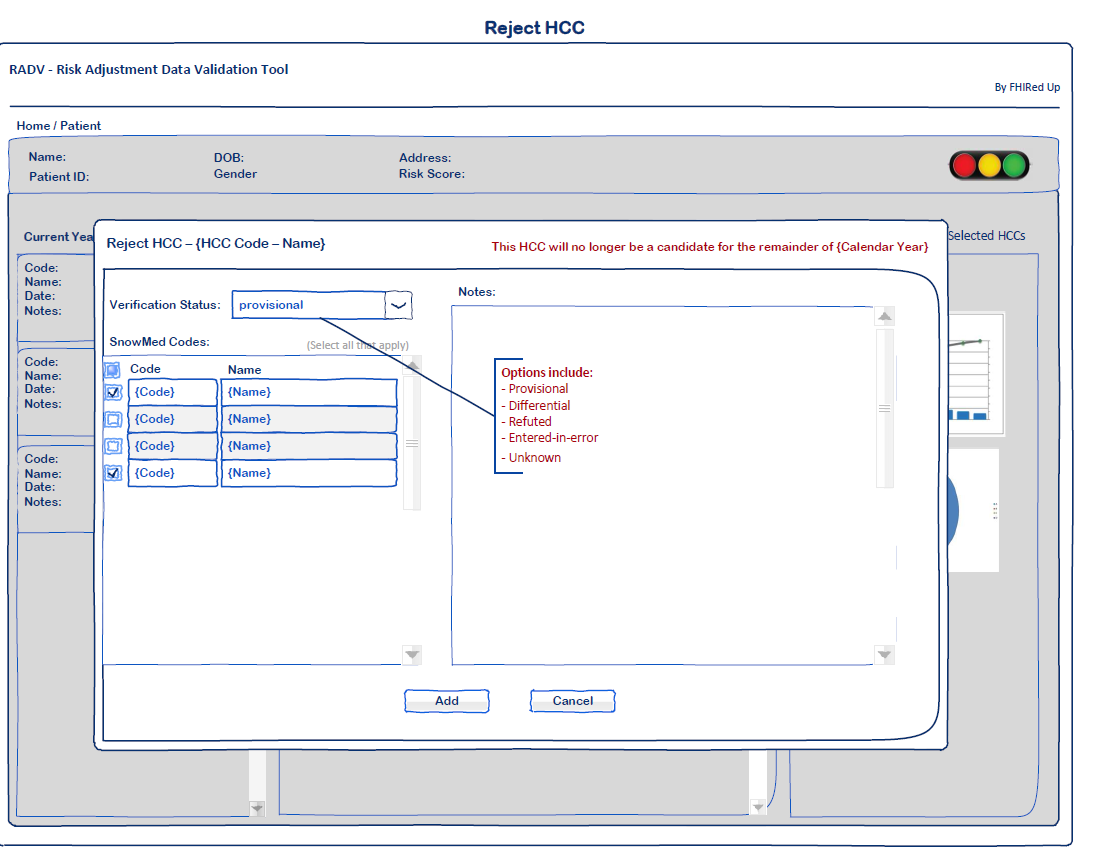 Reject HCC
RADV - Risk Adjustment Data Validation Tool
By FHIRed Up
Home / Patient
Name:
DOB:
Address:
Patient ID:
Gender
Risk Score:
Current Yea
Selected HCCs
Code:
Name:
Date:
Notes:
Code:
Name:
Date:
Notes:
Code:
Name:
Date:
Notes:
Reject HCC – {HCC Code – Name}
This HCC will no longer be a candidate for the remainder of {Calendar Year}
Verification Status:
provisional
SnowMed Codes:
(Select all that apply)
Code
Name
{Code}
{Name}
{Code}
{Name}
{Code}
{Name}
{Code}
{Name}
Notes:
Options include:
- Provisional
- Differential
- Refuted
- Entered-in-error
- Unknown
Add
Cancel